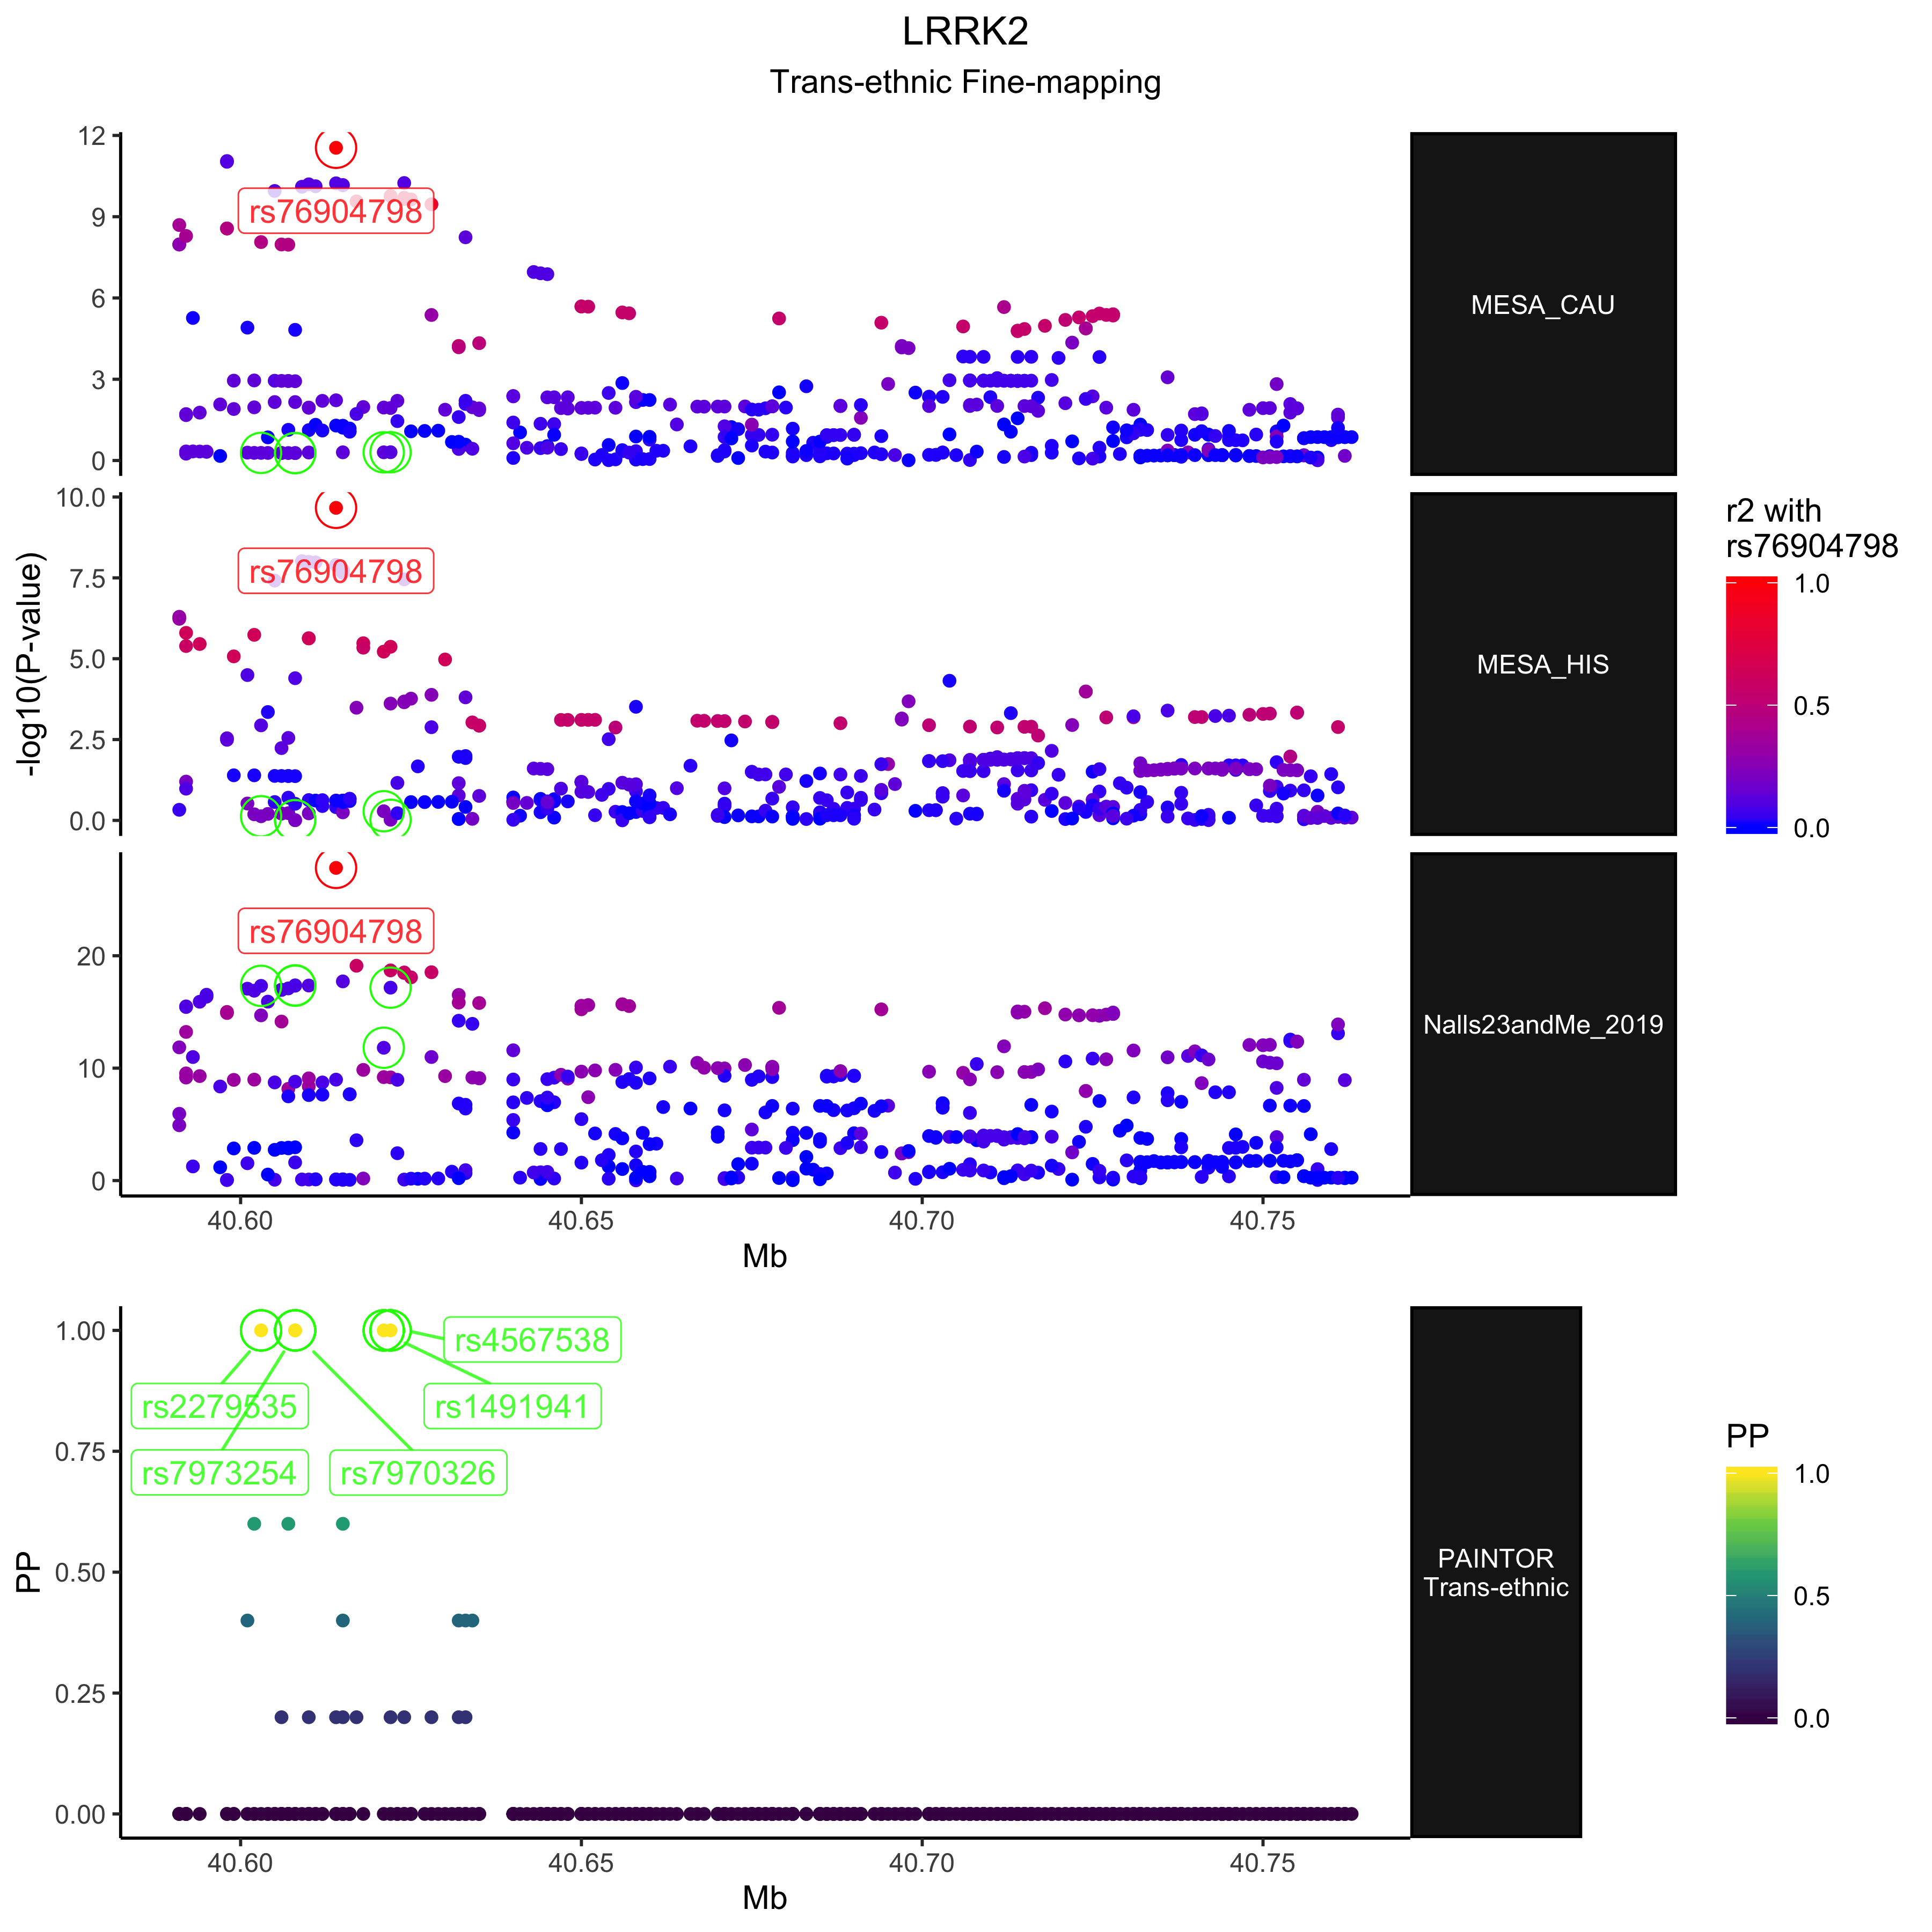 LRRK2
Trans-ethnic Fine-mapping
12
9
6
3
0
rs76904798
MESA_CAU
10.0
7.5
5.0
2.5
0.0
rs76904798
MESA_HIS
-log10(P-value)
20
10
0
rs76904798
Nalls23andMe_2019
40.60
40.65
40.70
40.75
Mb
r2 with
rs76904798
1.0
0.5
0.0
1.00
0.75
0.50
0.25
0.00
PP
rs4567538
rs2279535
rs1491941
rs7973254
rs7970326
PAINTOR
Trans-ethnic
40.60
40.65
40.70
40.75
Mb
PP
1.0
0.5
0.0